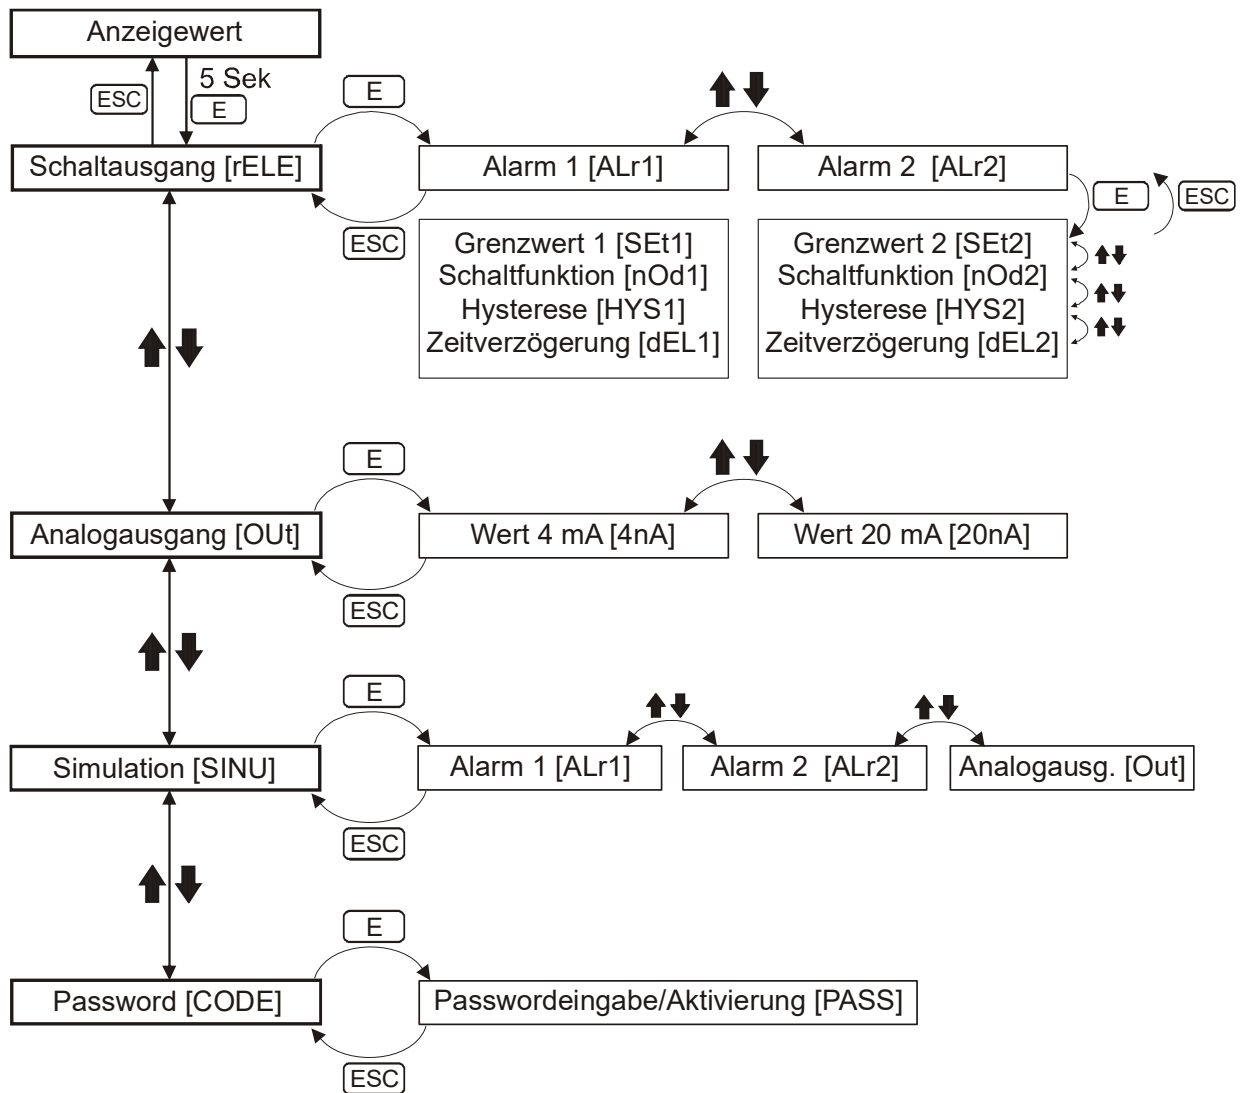 Anzeigewert
5 Sek
ESC
E
E
Schaltausgang [rELE]
Alarm 1 [ALr1]
Alarm 2 [ALr2]
E
ESC
ESC
Grenzwert 1 [SEt1]
Schaltfunktion [nOd1]
Hysterese [HYS1]
Zeitverzögerung [dEL1]
Grenzwert 2 [SEt2]
Schaltfunktion [nOd2]
Hysterese [HYS2]
Zeitverzögerung [dEL2]
E
Analogausgang [OUt]
Wert 4 mA [4nA]
Wert 20 mA [20nA]
ESC
E
Simulation [SINU]
Alarm 1 [ALr1]
Alarm 2 [ALr2]
Analogausg. [Out]
ESC
E
Password [CODE]
Passwordeingabe/Aktivierung [PASS]
ESC